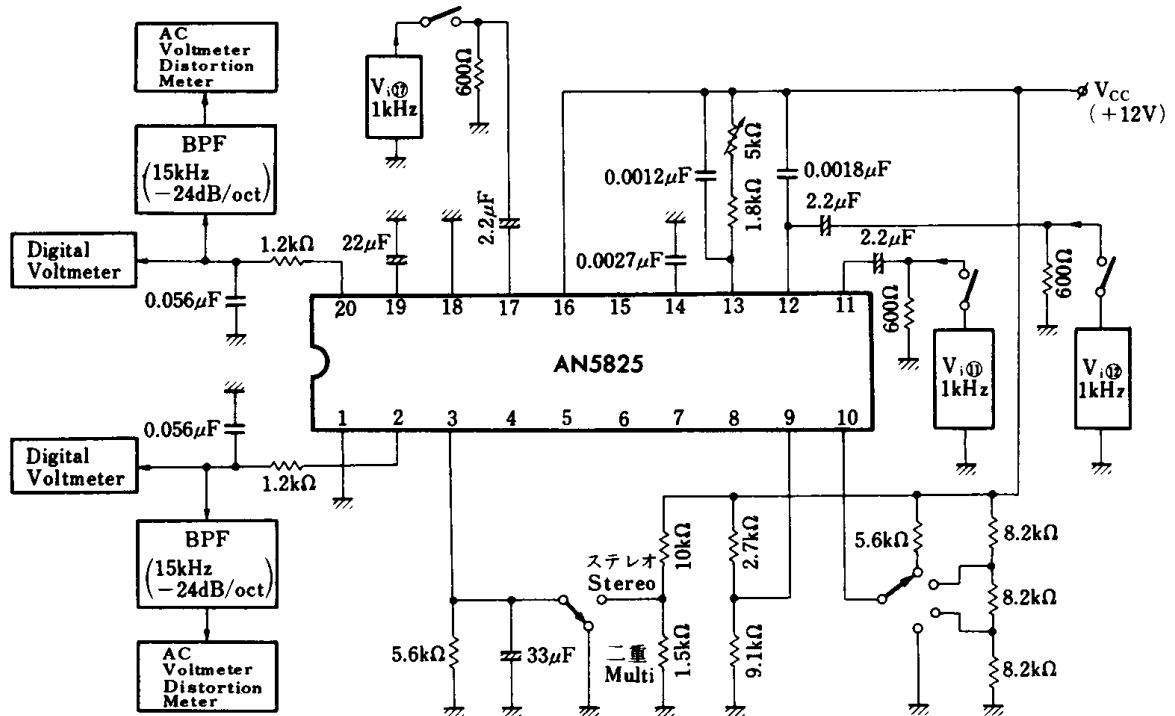 AC
Voltmeter
Distortion
Meter
BPF
(15kHz
−24dB/oct)
Digital
Voltmeter
0.056μF
1.2kΩ
22μF
Vi⑰
1kHz
600Ω
2.2μF
0.0012μF
5kΩ
1.8kΩ
0.0018μF
2.2μF
2.2μF
0.0027μF
VCC
(+12V)
600Ω
600Ω
Vi⑪
1kHz
Vi⑫
1kHz
20 19 18 17 16 15 14 13 12 11
AN5825
1 2 3 4 5 6 7 8 9 10
0.056μF
Digital
Voltmeter
1.2kΩ
BPF
(15kHz
−24dB/oct)
AC
Voltmeter
Distortion
Meter
5.6kΩ
33μF
ステレオ
Stereo
二重
Multi
10kΩ
1.5kΩ
2.7kΩ
9.1kΩ
5.6kΩ
8.2kΩ
8.2kΩ
8.2kΩ